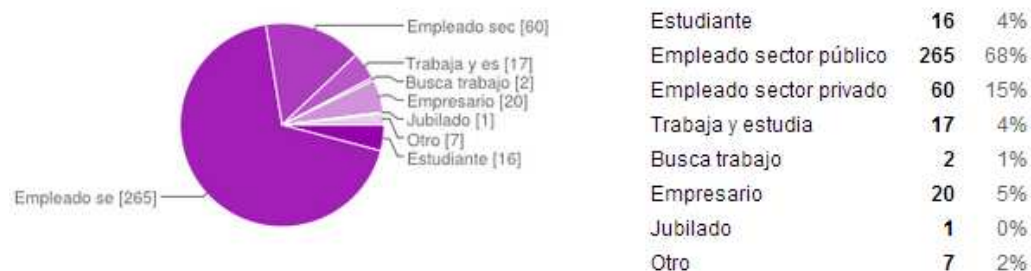 Empleado sec [60]
Trabaja y es [17]
Busca trabajo [2]
Empresario [20]
Jubilado [1]
Otro [7]
Estudiante [16]
Empleado se [265]
Estudiante 16 4%
Empleado sector público 265 68%
Empleado sector privado 60 15%
Trabaja y estudia 17 4%
Busca trabajo 2 1%
Empresario 20 5%
Jubilado 1 0%
Otro 7 2%